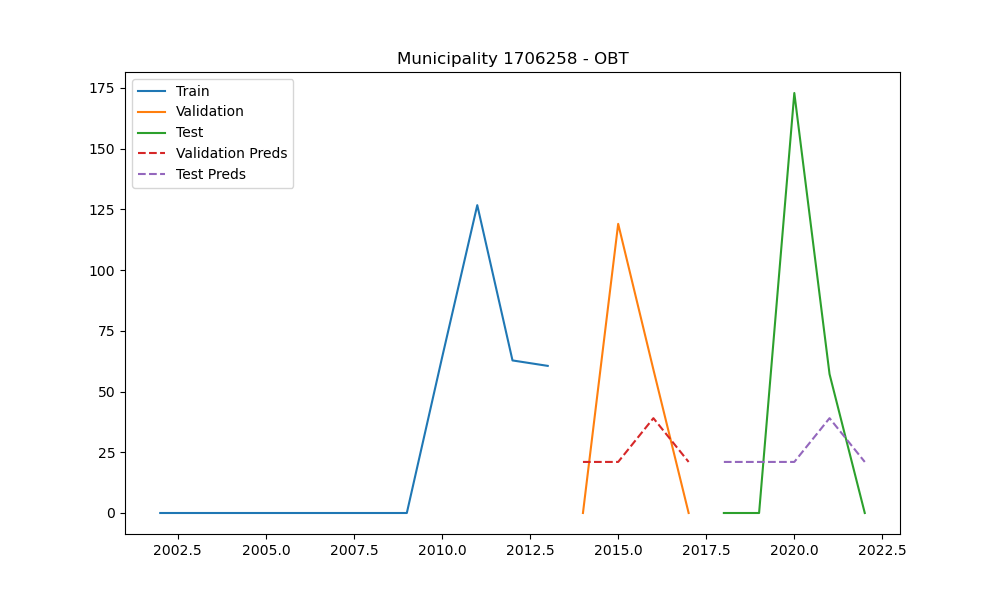 Municipality 1706258 - OBT
Train
Validation
Test
Validation Preds
Test Preds
175
150
125
100
75
50
25
0
2002.5 2005.0 2007.5 2010.0 2012.5 2015.0 2017.5 2020.0 2022.5